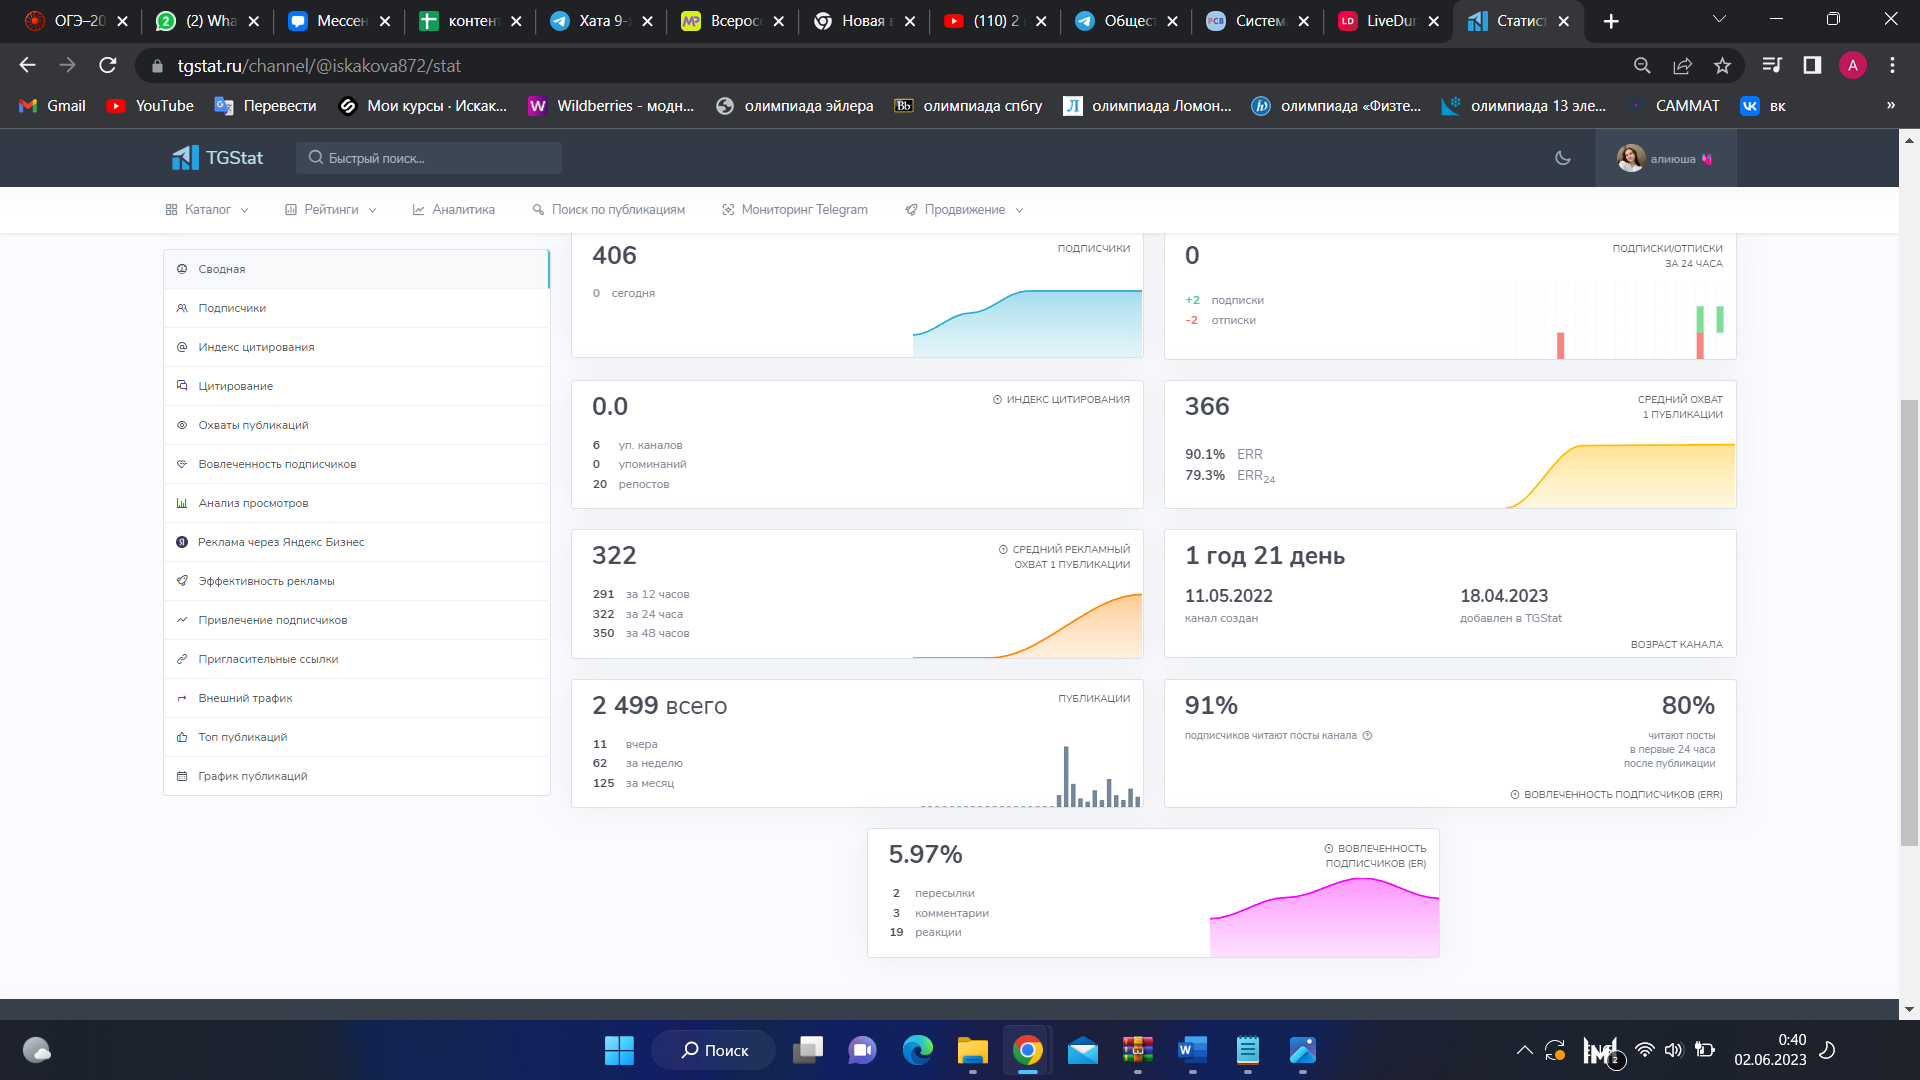 ОГЭ–20
(2) Wha
Мессен
контент
Хата 9-
Всерос
Новая в
(110) 2
Общест
Систем
LiveDun
Статист
tgstat.ru/channel/@iskakova872/stat
Gmail
YouTube
Перевести
Мои курсы · Искак...
Wildberries - модн...
олимпиада эйлера
олимпиада спбгу
олимпиада Ломон...
олимпиада «Физте...
олимпиада 13 эле...
САММАТ
вк
TGStat
Быстрый поиск...
алиюша
Каталог
Рейтинги
Аналитика
Поиск по публикациям
Мониторинг Telegram
Продвижение
Сводная
Подписчики
Индекс цитирования
Цитирование
Охваты публикаций
Вовлеченность подписчиков
Анализ просмотров
Реклама через Яндекс Бизнес
Эффективность рекламы
Привлечение подписчиков
Пригласительные ссылки
Внешний трафик
Топ публикаций
График публикаций
406
ПОДПИСЧИКИ
0 сегодня
0
ПОДПИСКИ/ОТПИСКИ
ЗА 24 ЧАСА
+2 подписки
-2 отписки
0.0
ИНДЕКС ЦИТИРОВАНИЯ
6 уп. каналов
0 упоминаний
20 репостов
366
СРЕДНИЙ ОХВАТ
1 ПУБЛИКАЦИИ
90.1% ERR
79.3% ERR24
322
СРЕДНИЙ РЕКЛАМНЫЙ
ОХВАТ 1 ПУБЛИКАЦИИ
291 за 12 часов
322 за 24 часа
350 за 48 часов
1 год 21 день
11.05.2022
канал создан
18.04.2023
добавлен в TGStat
ВОЗРАСТ КАНАЛА
2 499 всего
ПУБЛИКАЦИИ
11 вчера
62 за неделю
125 за месяц
91%
подписчиков читают посты канала
80%
читают посты
в первые 24 часа
после публикации
ВОВЛЕЧЕННОСТЬ ПОДПИСЧИКОВ (ERR)
5.97%
ВОВЛЕЧЕННОСТЬ
ПОДПИСЧИКОВ (ER)
2 пересылки
3 комментарии
19 реакции
Поиск
0:40
02.06.2023